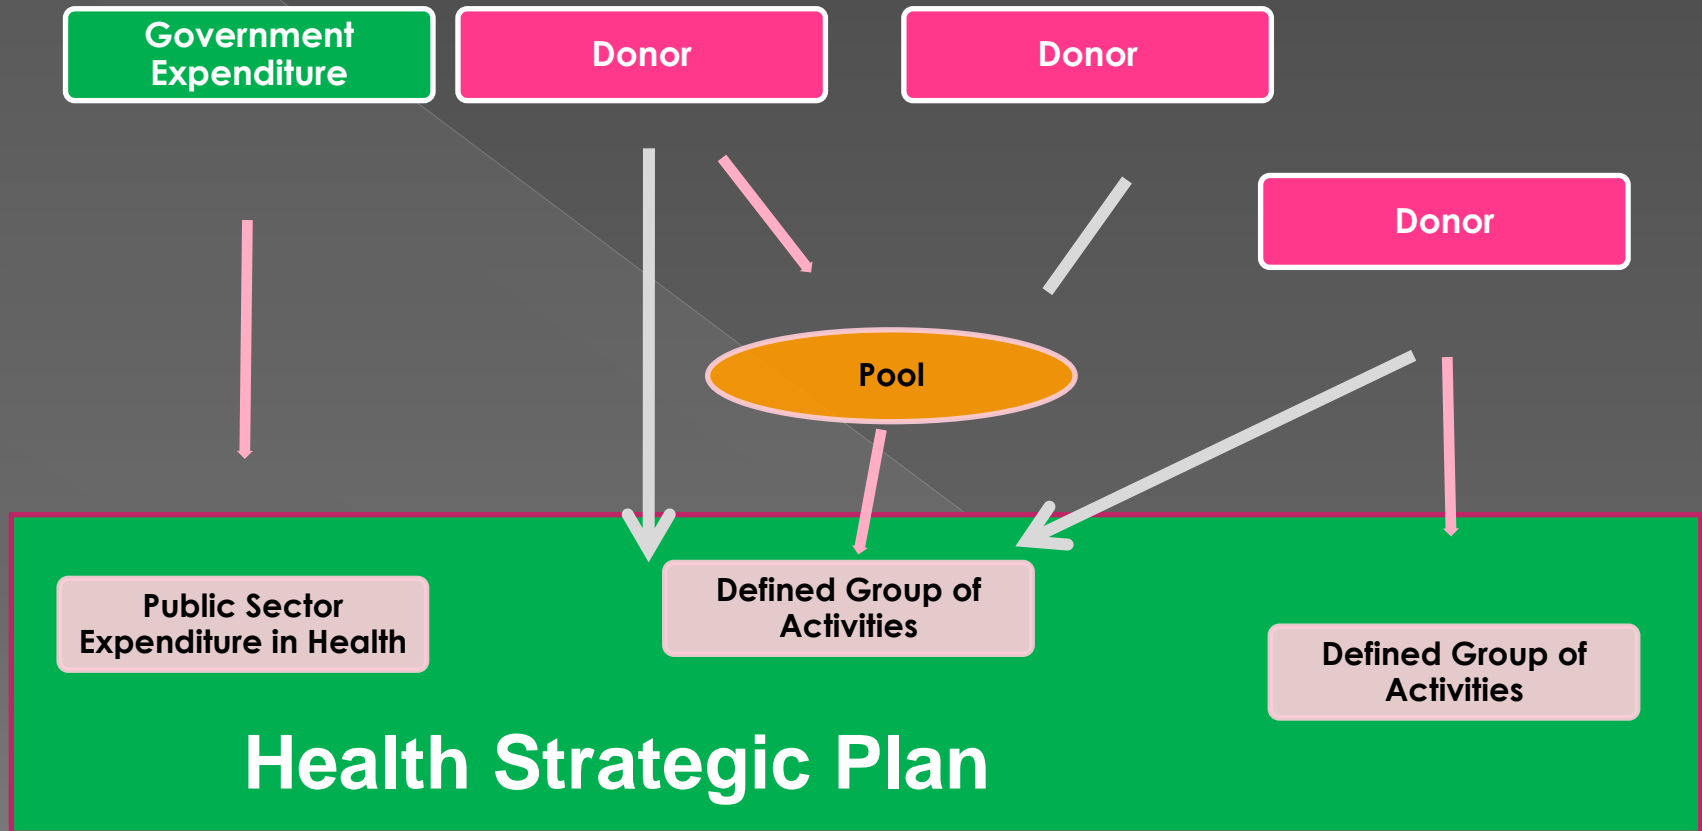 Government
Expenditure
Donor
Donor
Donor
Pool
Public Sector
Expenditure in Health
Defined Group of
Activities
Defined Group of
Activities
Health Strategic Plan